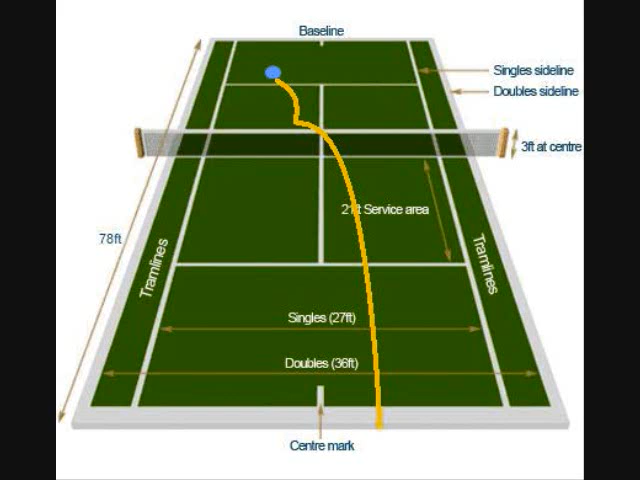 Baseline
Singles sideline
Doubles sideline
3ft at centre
21ft Service area
78ft
Tramlines
Tramlines
Singles (27ft)
Doubles (36ft)
Centre mark